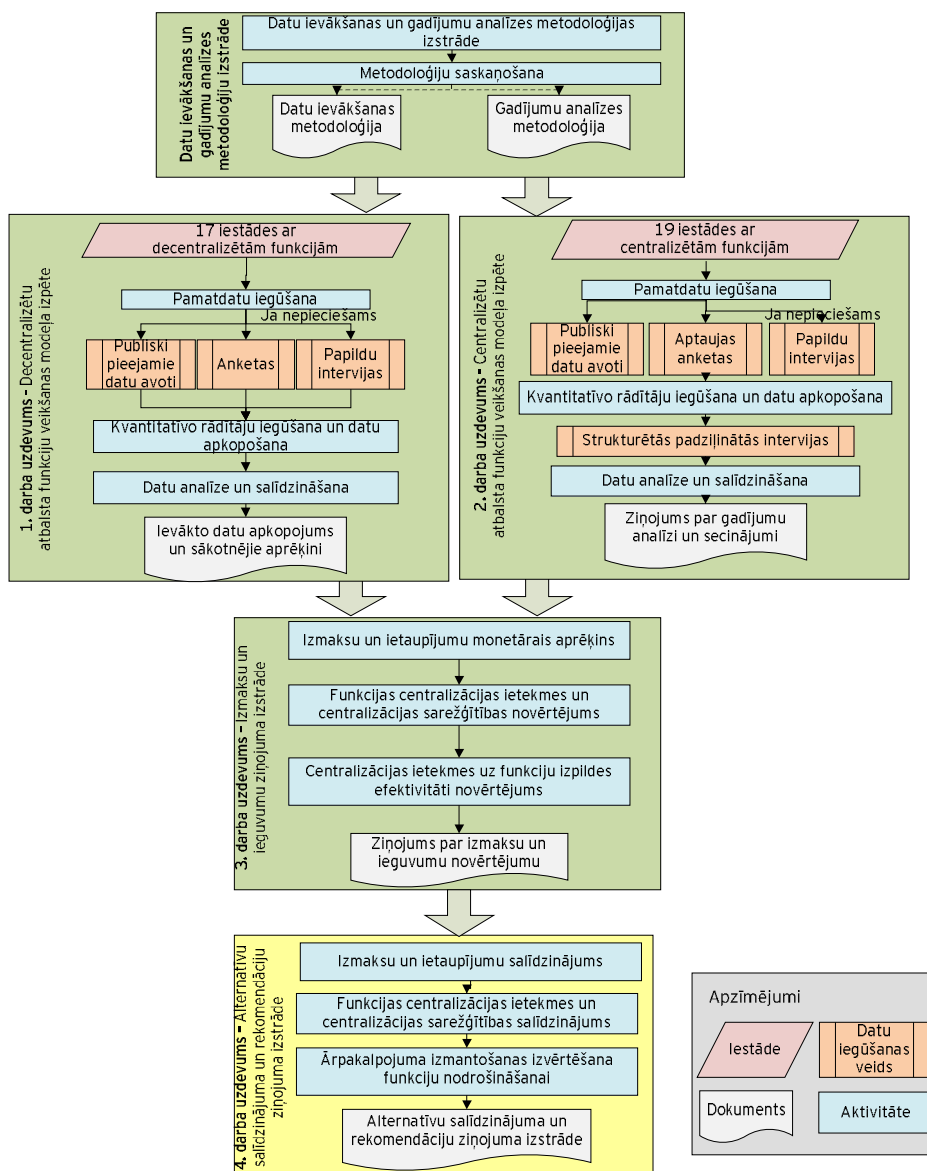 Datu ievākšanas un
gadījumu analīzes
metodoloģiju izstrāde
Datu ievākšanas un gadījumu analīzes metodoloģijas
izstrāde
Metodoloģiju saskaņošana
Datu ievākšanas
metodoloģija
Gadījumu analīzes
metodoloģija
1. darba uzdevums – Decentralizētu
atbalsta funkciju veikšanas modeļa izpēte
17 iestādes ar
decentralizētām funkcijām
Pamatdatu iegūšana
Ja nepieciešams
Publiski
pieejamie
datu avoti
Anketas
Papildu
intervijas
Kvantitatīvo rādītāju iegūšana un datu
apkopošana
Datu analīze un salīdzināšana
Ievākto datu apkopojums
un sākotnējie aprēķini
2. darba uzdevums - Centralizētu
atbalsta funkciju veikšanas modeļa izpēte
19 iestādes ar
centralizētām funkcijām
Pamatdatu iegūšana
Ja nepieciešams
Publiski
pieejamie
datu avoti
Aptaujas
anketas
Papildu
intervijas
Kvantitatīvo rādītāju iegūšana un datu apkopošana
Strukturētās padziļinātās intervijas
Datu analīze un salīdzināšana
Ziņojums par gadījumu
analīzi un secinājumi
3. darba uzdevums – Izmaksu un
ieguvumu ziņojuma izstrāde
Izmaksu un ietaupījumu monetārais aprēķins
Funkcijas centralizācijas ietekmes un
centralizācijas sarežģītības novērtējums
Centralizācijas ietekmes uz funkciju izpildes
efektivitāti novērtējums
Ziņojums par izmaksu un
ieguvumu novērtējumu
4. darba uzdevums – Alternatīvu
salīdzinājuma un rekomendāciju
ziņojuma izstrāde
Izmaksu un ietaupījumu salīdzinājums
Funkcijas centralizācijas ietekmes un
centralizācijas sarežģītības salīdzinājums
Ārpakalpojuma izmantošanas izvērtēšana
funkciju nodrošināšanai
Alternatīvu salīdzinājuma un
rekomendāciju ziņojuma izstrāde
Apzīmējumi
Iestāde
Datu
iegūšanas
veids
Dokuments
Aktivitāte